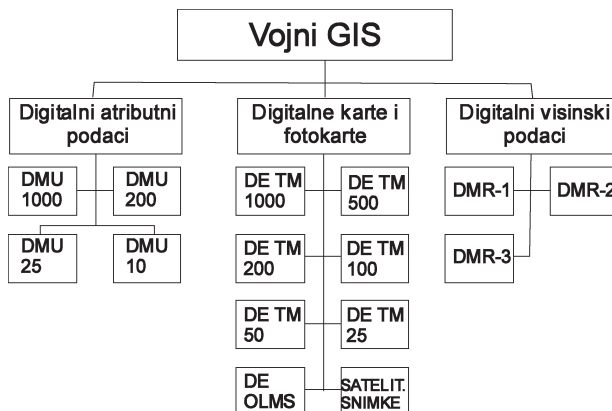 Vojni GIS
Digitalni atributni
podaci
Digitalne karte i
fotokarte
Digitalni visinski
podaci
DMU
1000
DMU
200
DMU
25
DMU
10
DE TM
1000
DE TM
500
DE TM
200
DE TM
100
DE TM
50
DE TM
25
DE
OLMS
SATELIT.
SNIMKE
DMR-1
DMR-2
DMR-3